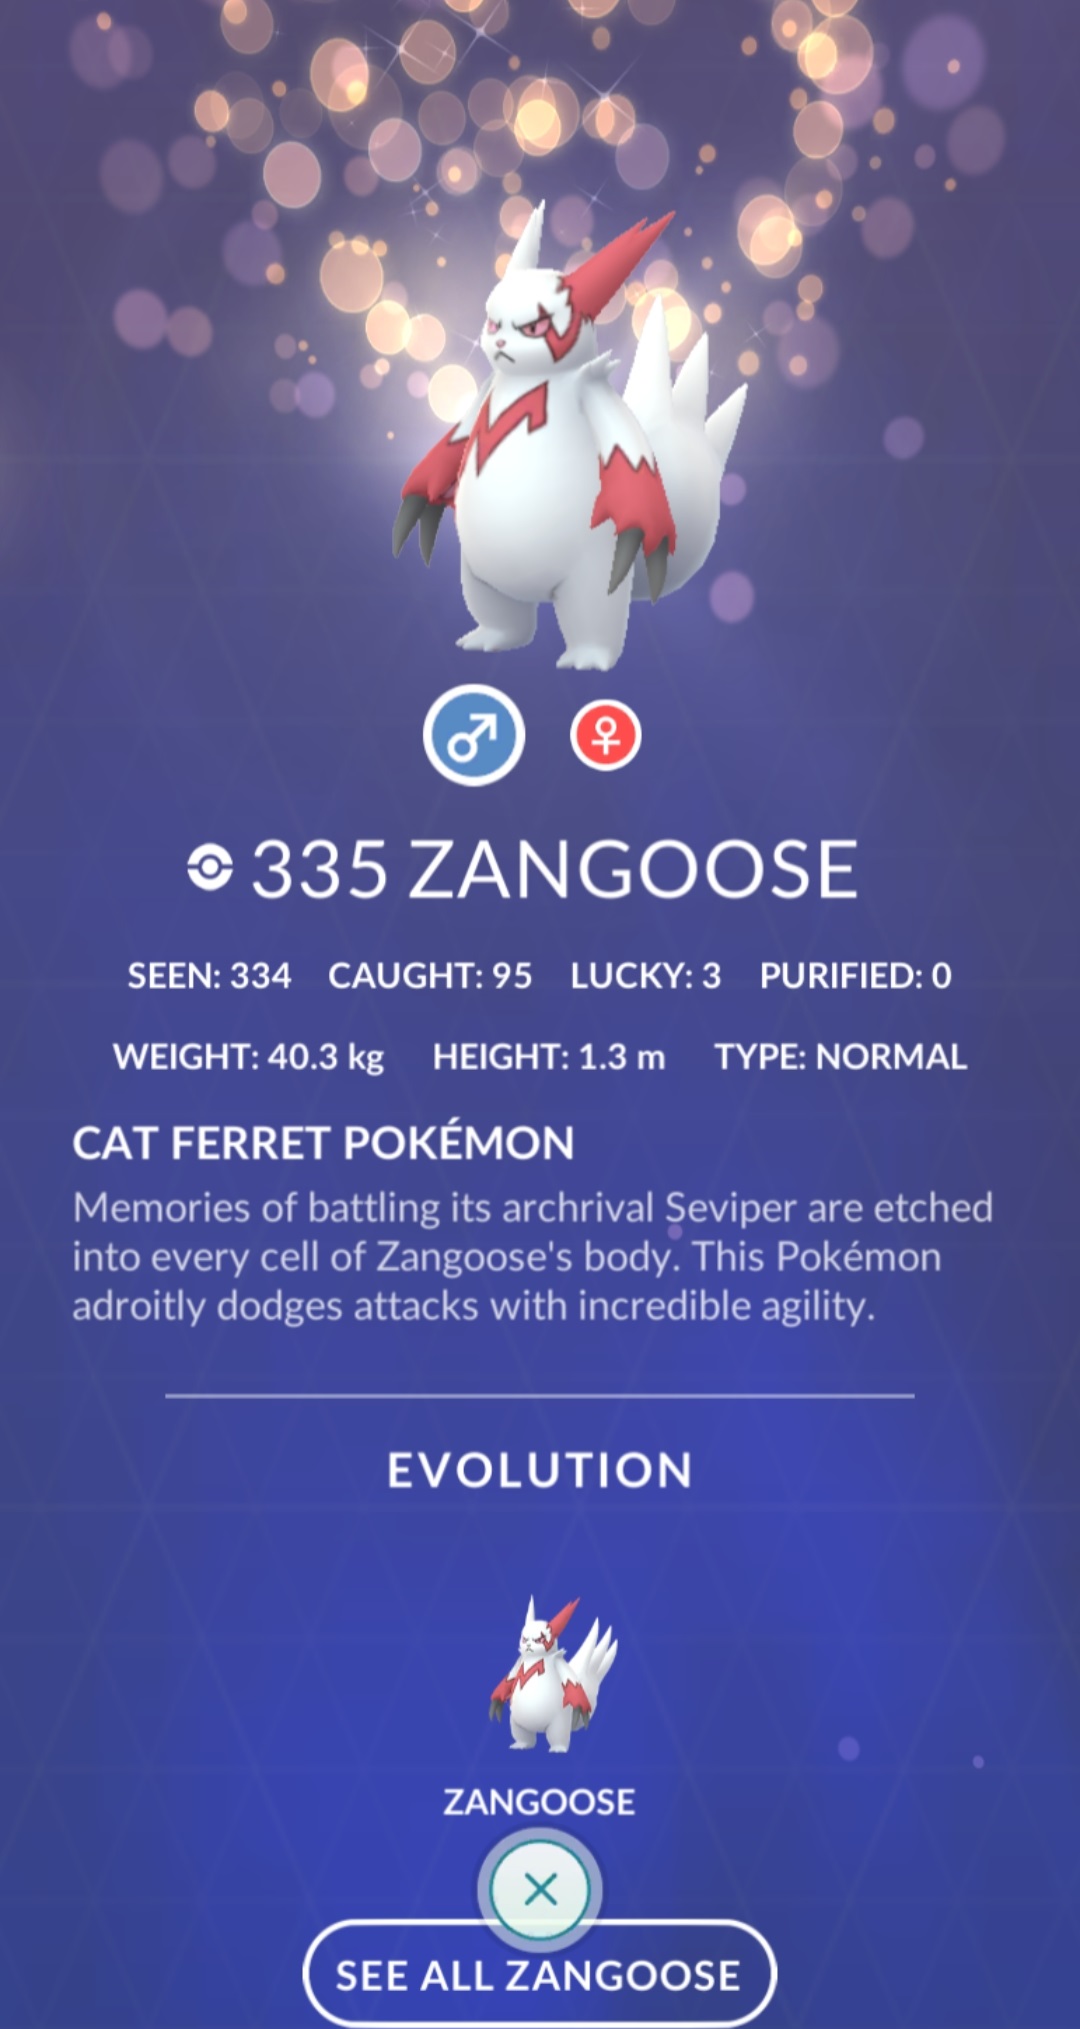 335 ZANGOOSE
SEEN: 334 CAUGHT: 95 LUCKY: 3 PURIFIED: 0
WEIGHT: 40.3 kg HEIGHT: 1.3 m TYPE: NORMAL
CAT FERRET POKÉMON
Memories of battling its archrival Seviper are etched
into every cell of Zangoose's body. This Pokémon
adroitly dodges attacks with incredible agility.
EVOLUTION
ZANGOOSE
SEE ALL ZANGOOSE